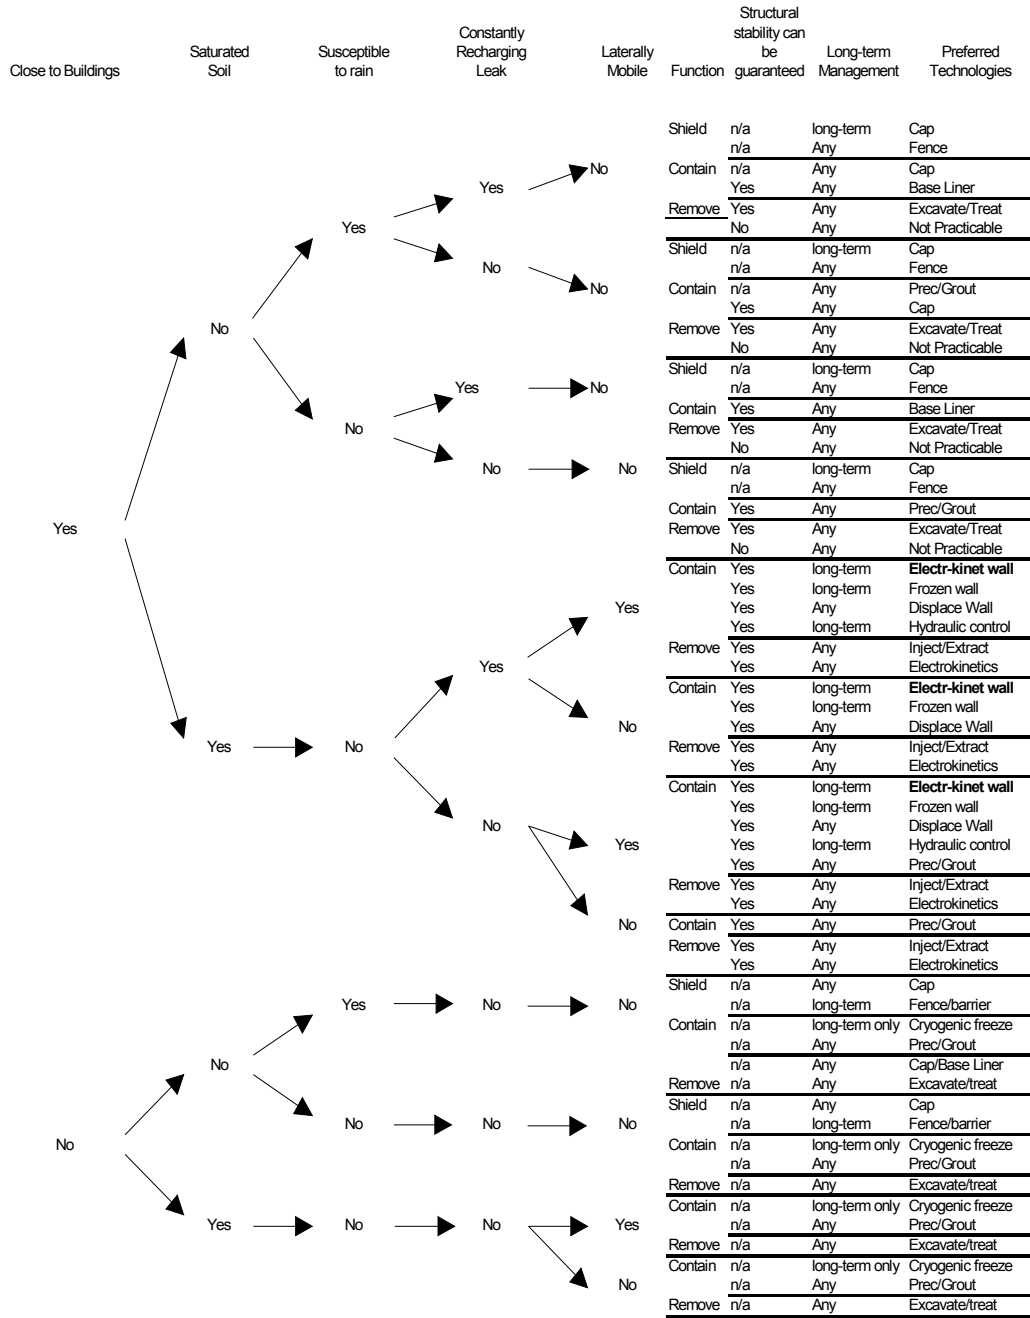 Structural
stability can
Constantly
be
Saturated
Susceptible
Recharging
Laterally
Long-term
Preferred
Close to Buildings Soil to rain Leak Mobile Function guaranteed Management Technologies
Shield n/a long-term Cap
n/a Any Fence
No Contain n/a Any Cap
Yes Yes Any Base Liner
Remove Yes Any Excavate/Treat
Yes No Any Not Practicable
Shield n/a long-term Cap
No n/a Any Fence
No Contain n/a Any Prec/Grout
Yes Any Cap
No Remove Yes Any Excavate/Treat
No Any Not Practicable
Shield n/a long-term Cap
Yes No n/a Any Fence
Contain Yes Any Base Liner
No Remove Yes Any Excavate/Treat
No Any Not Practicable
No No Shield n/a long-term Cap
n/a Any Fence
Contain Yes Any Prec/Grout
Yes Remove Yes Any Excavate/Treat
No Any Not Practicable
Contain Yes long-term Electr-kinet wall
Yes long-term Frozen wall
Yes Yes Any Displace Wall
Yes long-term Hydraulic control
Remove Yes Any Inject/Extract
Yes Yes Any Electrokinetics
Contain Yes long-term Electr-kinet wall
Yes long-term Frozen wall
No Yes Any Displace Wall
Yes No Remove Yes Any Inject/Extract
Yes Any Electrokinetics
Contain Yes long-term Electr-kinet wall
Yes long-term Frozen wall
No Yes Any Displace Wall
Yes Yes long-term Hydraulic control
Yes Any Prec/Grout
Remove Yes Any Inject/Extract
Yes Any Electrokinetics
No Contain Yes Any Prec/Grout
Remove Yes Any Inject/Extract
Yes Any Electrokinetics
Shield n/a Any Cap
Yes No No n/a long-term Fence/barrier
Contain n/a long-term only Cryogenic freeze
n/a Any Prec/Grout
No n/a Any Cap/Base Liner
Remove n/a Any Excavate/treat
Shield n/a Any Cap
No No No n/a long-term Fence/barrier
No Contain n/a long-term only Cryogenic freeze
n/a Any Prec/Grout
Remove n/a Any Excavate/treat
Contain n/a long-term only Cryogenic freeze
Yes No No Yes n/a Any Prec/Grout
Remove n/a Any Excavate/treat
Contain n/a long-term only Cryogenic freeze
No n/a Any Prec/Grout
Remove n/a Any Excavate/treat